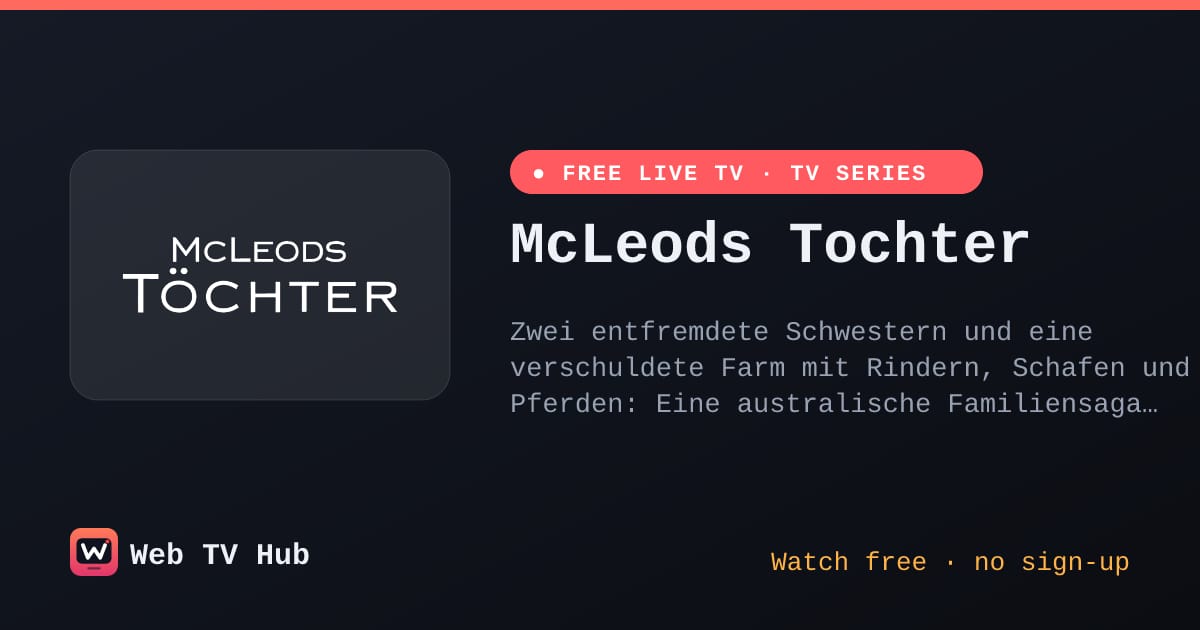 McLEODS
TÖCHTER
● FREE LIVE TV · TV SERIES
McLeods Tochter
Zwei entfremdete Schwestern und eine
verschuldete Farm mit Rindern, Schafen und
Pferden: Eine australische Familiensaga…
W
Web TV Hub
Watch free · no sign-up